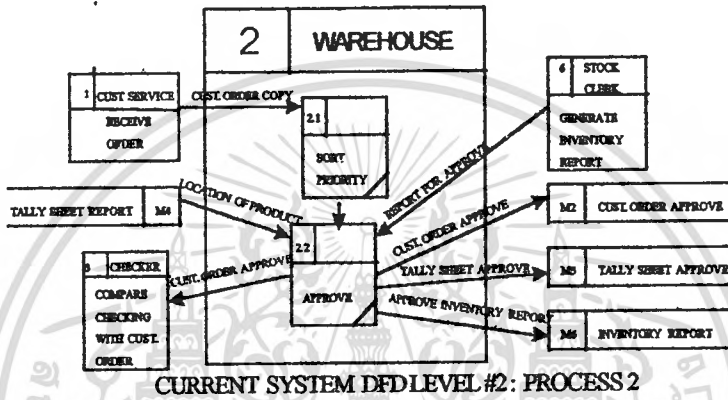 2 WAREHOUSE
1 CUST SERVICE
RECEIVE
ORDER
CUST. ORDER COPY
2.1
SORT
PRIORITY
6 STOCK
CLERK
GENERATE
INVENTORY
REPORT
REPORT FOR APPROVE
TALLY SHEET REPORT M4
LOCATION OF PRODUCT
2.2
APPROVE
CUST. ORDER APPROVE
M2 CUST. ORDER APPROVE
TALLY SHEET APPROVE
M5 TALLY SHEET APPROVE
APPROVE INVENTORY REPORT
M6 INVENTORY REPORT
CUST. ORDER APPROVE
CHECKER
COMPARE
CHECKING
WITH CUST.
ORDER
CURRENT SYSTEM DFD LEVEL #2: PROCESS 2